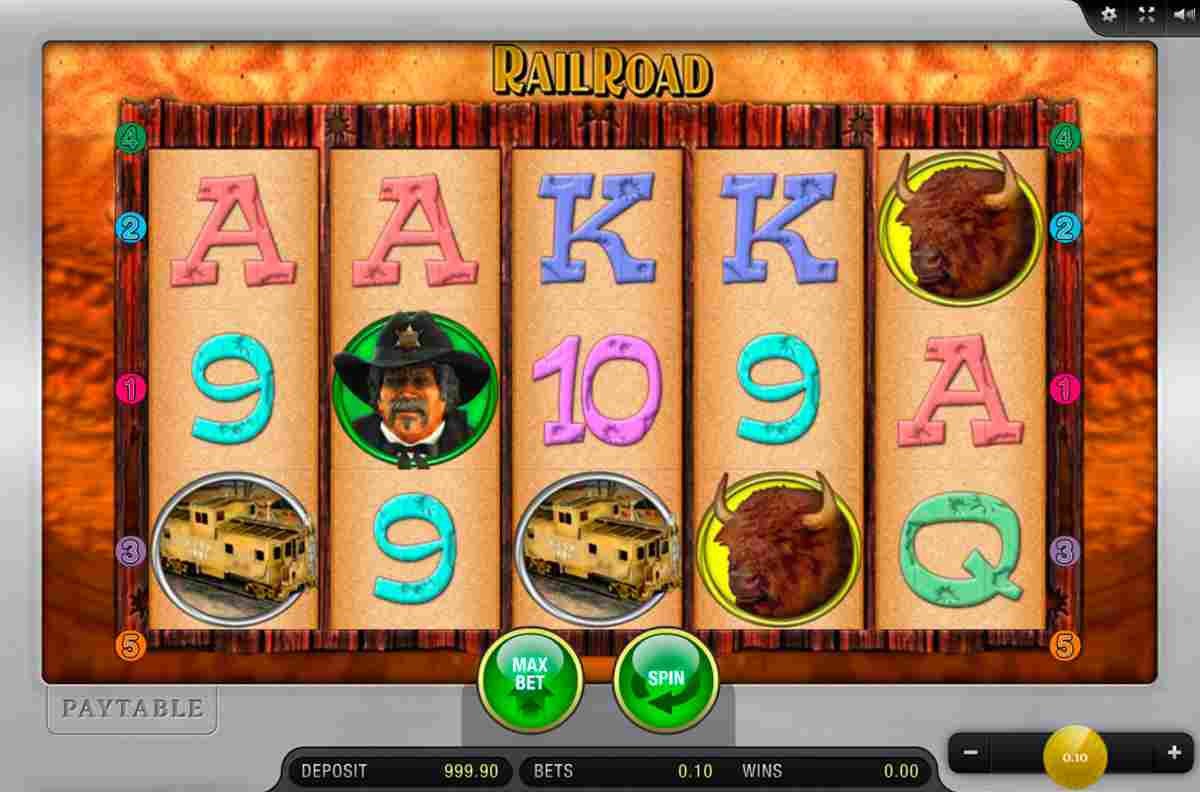 RAILROAD
4 4
A A K K
2 2
1 9 10 9 A 1
3 9 Q 3
5 5
MAX BET
SPIN
PAYTABLE
DEPOSIT 999.90 BETS 0.10 WINS 0.00
- 0.10 +